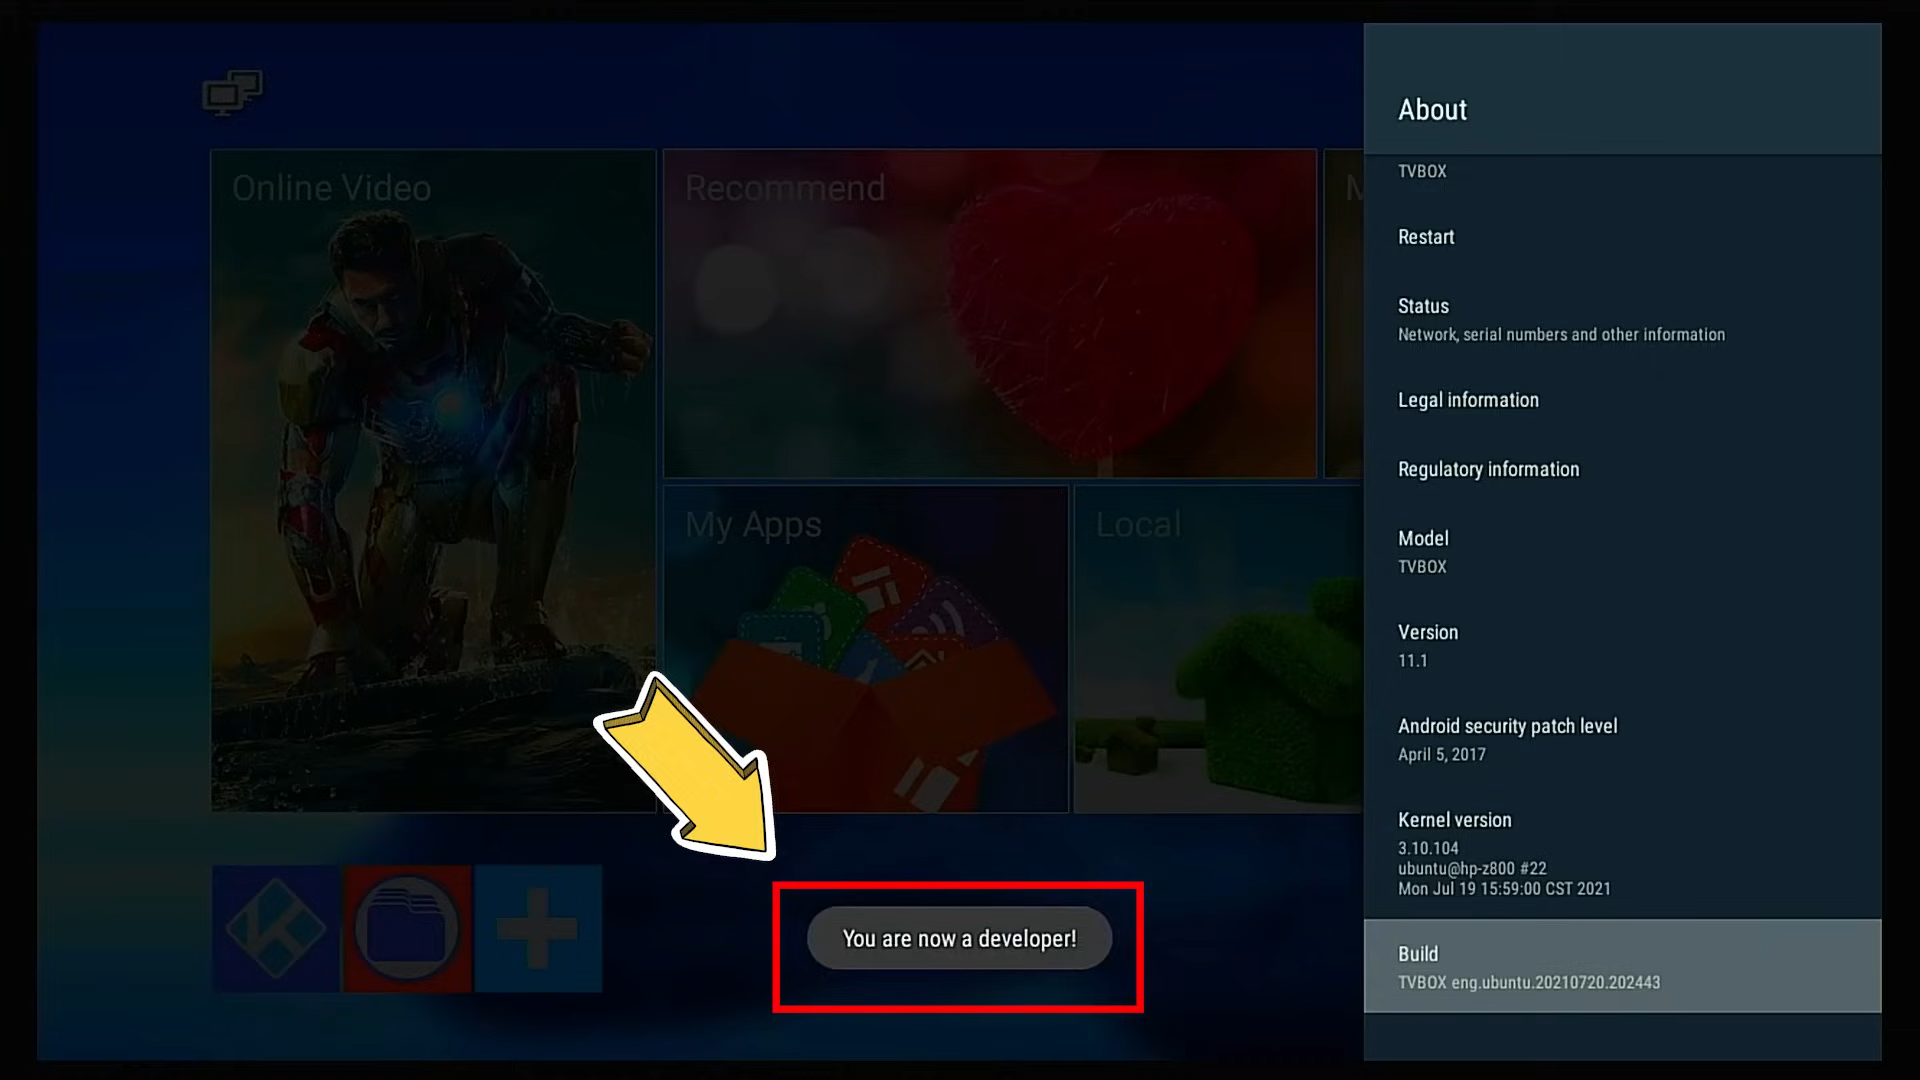 Online Video
Recommend
M
My Apps
Local
You are now a developer!
About
TVBOX
Restart
Status
Network, serial numbers and other information
Legal information
Regulatory information
Model
TVBOX
Version
11.1
Android security patch level
April 5, 2017
Kernel version
3.10.104
ubuntu@hp-z800 #22
Mon Jul 19 15:59:00 CST 2021
Build
TVBOX eng.ubuntu.20210720.202443